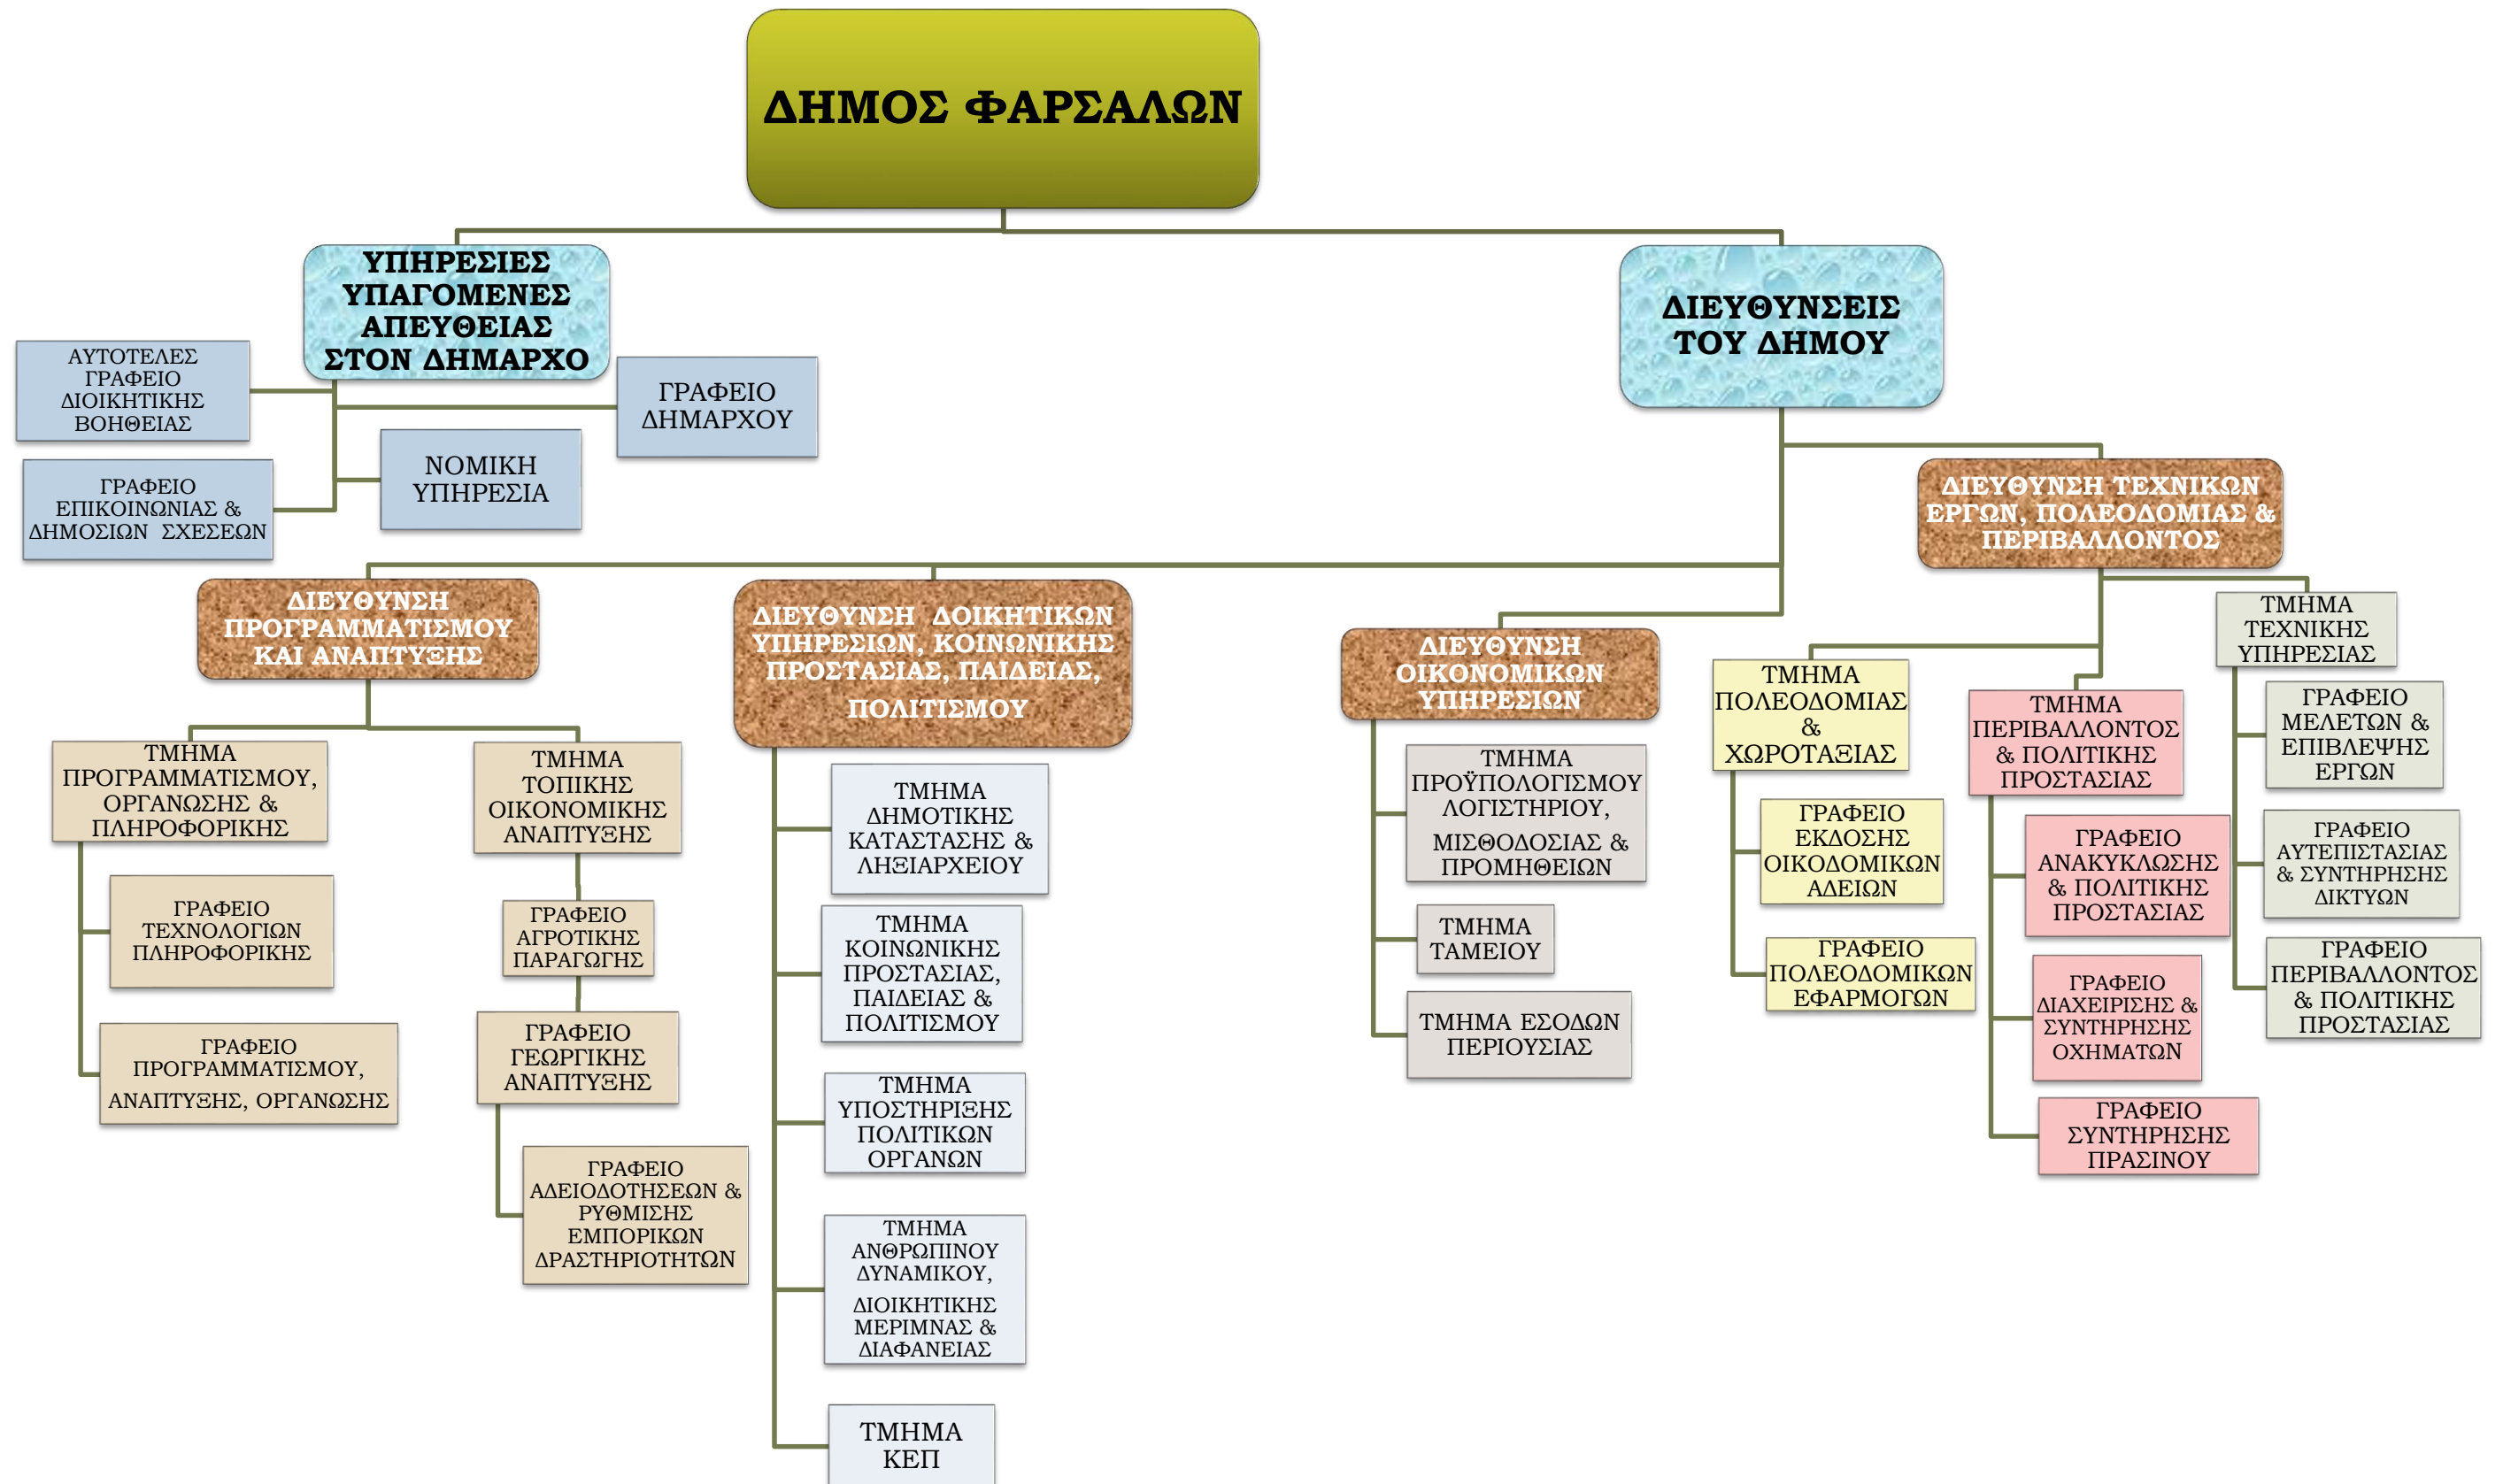 ΔΗΜΟΣ ΦΑΡΣΑΛΩΝ
ΥΠΗΡΕΣΙΕΣ
ΥΠΑΓΟΜΕΝΕΣ
ΑΠΕΥΘΕΙΑΣ
ΣΤΟΝ ΔΗΜΑΡΧΟ
ΔΙΕΥΘΥΝΣΕΙΣ
ΤΟΥ ΔΗΜΟΥ
ΑΥΤΟΤΕΛΕΣ
ΓΡΑΦΕΙΟ
ΔΙΟΙΚΗΤΙΚΗΣ
ΒΟΗΘΕΙΑΣ
ΓΡΑΦΕΙΟ
ΔΗΜΑΡΧΟΥ
ΝΟΜΙΚΗ
ΥΠΗΡΕΣΙΑ
ΓΡΑΦΕΙΟ
ΕΠΙΚΟΙΝΩΝΙΑΣ &
ΔΗΜΟΣΙΩΝ ΣΧΕΣΕΩΝ
ΔΙΕΥΘΥΝΣΗ ΤΕΧΝΙΚΩΝ
ΕΡΓΩΝ, ΠΟΛΕΟΔΟΜΙΑΣ &
ΠΕΡΙΒΑΛΛΟΝΤΟΣ
ΔΙΕΥΘΥΝΣΗ
ΠΡΟΓΡΑΜΜΑΤΙΣΜΟΥ
ΚΑΙ ΑΝΑΠΤΥΞΗΣ
ΔΙΕΥΘΥΝΣΗ ΔΟΙΚΗΤΙΚΩΝ
ΥΠΗΡΕΣΙΩΝ, ΚΟΙΝΩΝΙΚΗΣ
ΠΡΟΣΤΑΣΙΑΣ, ΠΑΙΔΕΙΑΣ,
ΠΟΛΙΤΙΣΜΟΥ
ΔΙΕΥΘΥΝΣΗ
ΟΙΚΟΝΟΜΙΚΩΝ
ΥΠΗΡΕΣΙΩΝ
ΤΜΗΜΑ
ΠΡΟΓΡΑΜΜΑΤΙΣΜΟΥ,
ΟΡΓΑΝΩΣΗΣ &
ΠΛΗΡΟΦΟΡΙΚΗΣ
ΓΡΑΦΕΙΟ
ΤΕΧΝΟΛΟΓΙΩΝ
ΠΛΗΡΟΦΟΡΙΚΗΣ
ΓΡΑΦΕΙΟ
ΠΡΟΓΡΑΜΜΑΤΙΣΜΟΥ,
ΑΝΑΠΤΥΞΗΣ, ΟΡΓΑΝΩΣΗΣ
ΤΜΗΜΑ
ΤΟΠΙΚΗΣ
ΟΙΚΟΝΟΜΙΚΗΣ
ΑΝΑΠΤΥΞΗΣ
ΓΡΑΦΕΙΟ
ΑΓΡΟΤΙΚΗΣ
ΠΑΡΑΓΩΓΗΣ
ΓΡΑΦΕΙΟ
ΓΕΩΡΓΙΚΗΣ
ΑΝΑΠΤΥΞΗΣ
ΓΡΑΦΕΙΟ
ΑΔΕΙΟΔΟΤΗΣΕΩΝ &
ΡΥΘΜΙΣΗΣ
ΕΜΠΟΡΙΚΩΝ
ΔΡΑΣΤΗΡΙΟΤΗΤΩΝ
ΤΜΗΜΑ
ΔΗΜΟΤΙΚΗΣ
ΚΑΤΑΣΤΑΣΗΣ &
ΛΗΞΙΑΡΧΕΙΟΥ
ΤΜΗΜΑ
ΚΟΙΝΩΝΙΚΗΣ
ΠΡΟΣΤΑΣΙΑΣ,
ΠΑΙΔΕΙΑΣ &
ΠΟΛΙΤΙΣΜΟΥ
ΤΜΗΜΑ
ΥΠΟΣΤΗΡΙΞΗΣ
ΠΟΛΙΤΙΚΩΝ
ΟΡΓΑΝΩΝ
ΤΜΗΜΑ
ΑΝΘΡΩΠΙΝΟΥ
ΔΥΝΑΜΙΚΟΥ,
ΔΙΟΙΚΗΤΙΚΗΣ
ΜΕΡΙΜΝΑΣ &
ΔΙΑΦΑΝΕΙΑΣ
ΤΜΗΜΑ
ΚΕΠ
ΤΜΗΜΑ
ΠΡΟΫΠΟΛΟΓΙΣΜΟΥ
ΛΟΓΙΣΤΗΡΙΟΥ,
ΜΙΣΘΟΔΟΣΙΑΣ &
ΠΡΟΜΗΘΕΙΩΝ
ΤΜΗΜΑ
ΤΑΜΕΙΟΥ
ΤΜΗΜΑ ΕΣΟΔΩΝ
ΠΕΡΙΟΥΣΙΑΣ
ΤΜΗΜΑ
ΠΟΛΕΟΔΟΜΙΑΣ
&
ΧΩΡΟΤΑΞΙΑΣ
ΓΡΑΦΕΙΟ
ΕΚΔΟΣΗΣ
ΟΙΚΟΔΟΜΙΚΩΝ
ΑΔΕΙΩΝ
ΓΡΑΦΕΙΟ
ΠΟΛΕΟΔΟΜΙΚΩΝ
ΕΦΑΡΜΟΓΩΝ
ΤΜΗΜΑ
ΠΕΡΙΒΑΛΛΟΝΤΟΣ
& ΠΟΛΙΤΙΚΗΣ
ΠΡΟΣΤΑΣΙΑΣ
ΓΡΑΦΕΙΟ
ΑΝΑΚΥΚΛΩΣΗΣ
& ΠΟΛΙΤΙΚΗΣ
ΠΡΟΣΤΑΣΙΑΣ
ΓΡΑΦΕΙΟ
ΔΙΑΧΕΙΡΙΣΗΣ &
ΣΥΝΤΗΡΗΣΗΣ
ΟΧΗΜΑΤΩΝ
ΓΡΑΦΕΙΟ
ΣΥΝΤΗΡΗΣΗΣ
ΠΡΑΣΙΝΟΥ
ΤΜΗΜΑ
ΤΕΧΝΙΚΗΣ
ΥΠΗΡΕΣΙΑΣ
ΓΡΑΦΕΙΟ
ΜΕΛΕΤΩΝ &
ΕΠΙΒΛΕΨΗΣ
ΕΡΓΩΝ
ΓΡΑΦΕΙΟ
ΑΥΤΕΠΙΣΤΑΣΙΑΣ
& ΣΥΝΤΗΡΗΣΗΣ
ΔΙΚΤΥΩΝ
ΓΡΑΦΕΙΟ
ΠΕΡΙΒΑΛΛΟΝΤΟΣ
& ΠΟΛΙΤΙΚΗΣ
ΠΡΟΣΤΑΣΙΑΣ